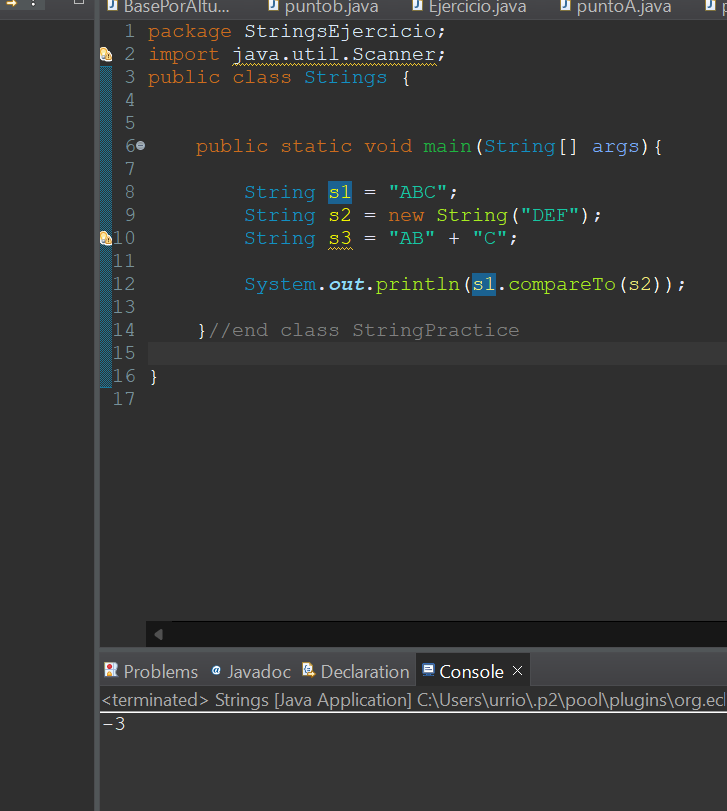 BasePorAltu... puntob.java Ejercicio.java puntoA.java
1 package StringsEjercicio;
2 import java.util.Scanner;
3 public class Strings {
4
5
6 public static void main(String[] args){
7
8 String s1 = "ABC";
9 String s2 = new String("DEF");
10 String s3 = "AB" + "C";
11
12 System.out.println(s1.compareTo(s2));
13
14 }//end class StringPractice
15
16 }
17
Problems @ Javadoc Declaration Console
<terminated> Strings [Java Application] C:\Users\urrio\.p2\pool\plugins\org.ecl
-3